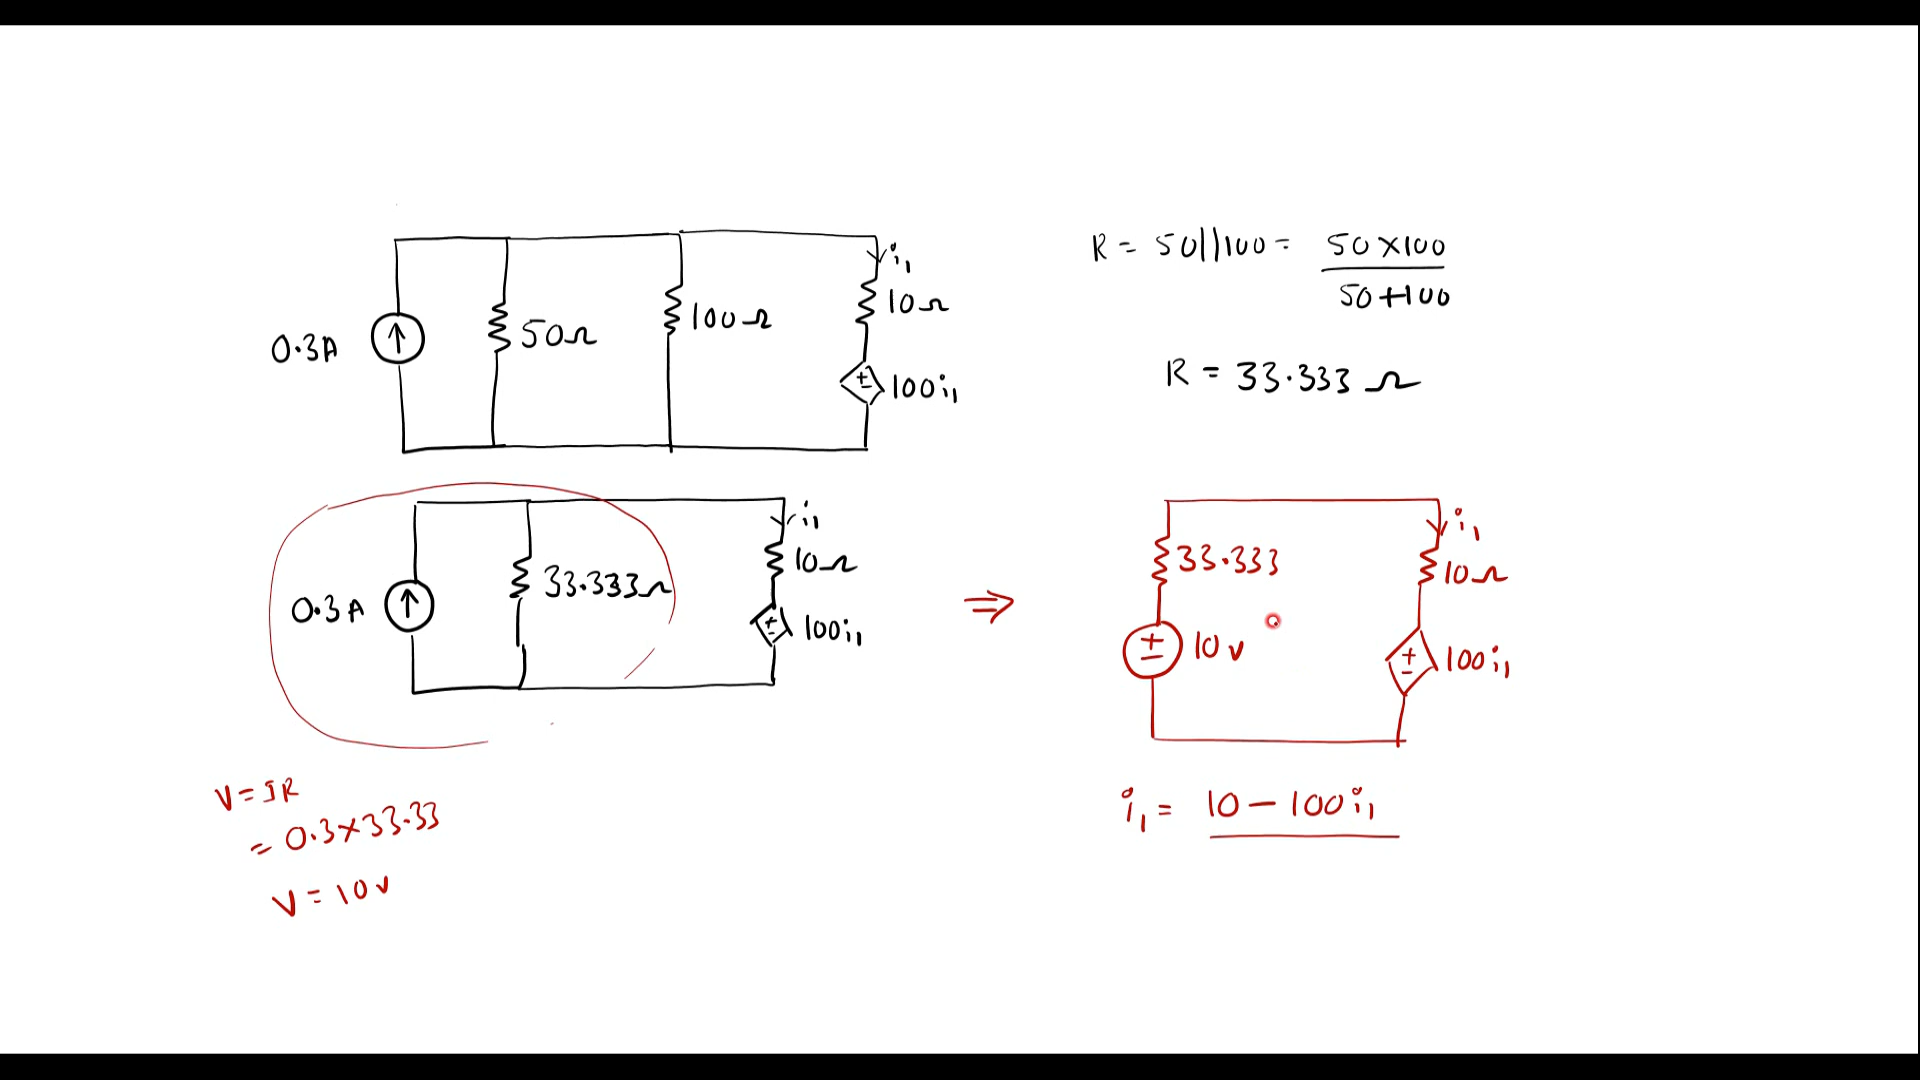 i₁
0.3A
50Ω
100Ω
10Ω
±
100i₁
R = 50||100 = 50×100
50+100
R = 33.333 Ω
i₁
0.3A
33.333Ω
10Ω
±
100i₁
⇒
i₁
33.333
10Ω
±
10v
±
100i₁
V=IR
= 0.3×33.33
V = 10v
i₁ = 10 – 100i₁